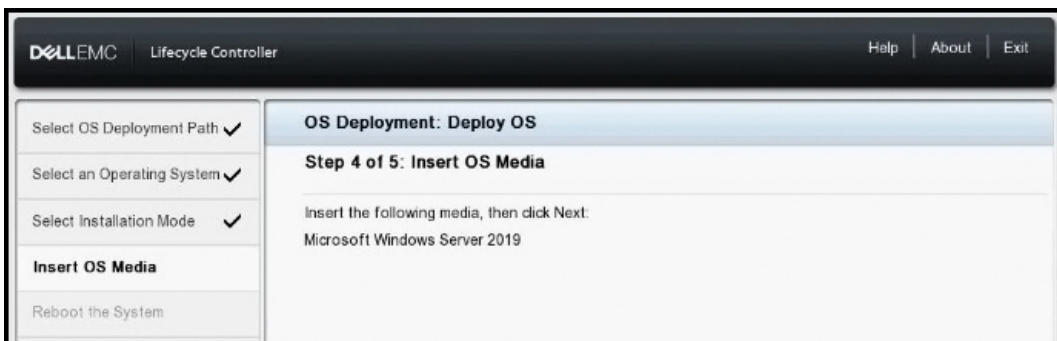 DELLEMC Lifecycle Controller Help About Exit
Select OS Deployment Path
Select an Operating System
Select Installation Mode
Insert OS Media
Reboot the System
OS Deployment: Deploy OS
Step 4 of 5: Insert OS Media
Insert the following media, then click Next:
Microsoft Windows Server 2019